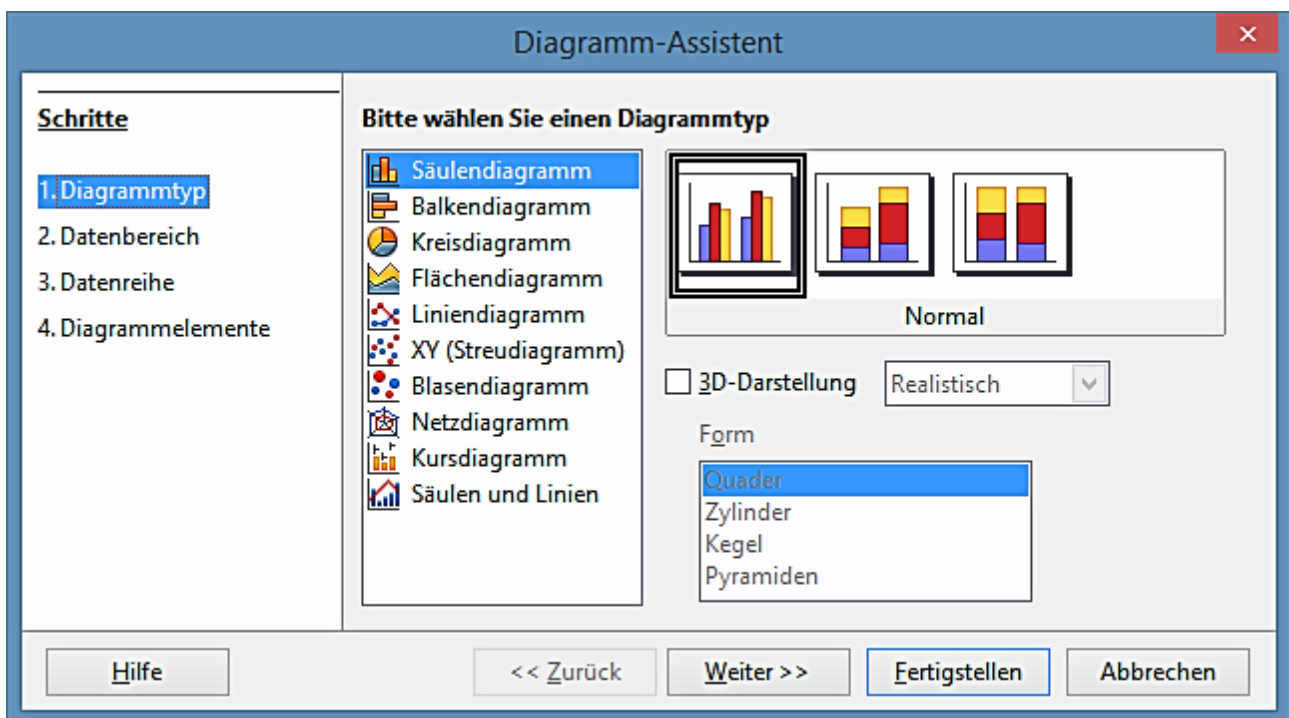 Diagramm-Assistent
Schritte
1. Diagrammtyp
2. Datenbereich
3. Datenreihe
4. Diagrammelemente
Bitte wählen Sie einen Diagrammtyp
Säulendiagramm
Balkendiagramm
Kreisdiagramm
Flächendiagramm
Liniendiagramm
XY (Streudiagramm)
Blasendiagramm
Netzdiagramm
Kursdiagramm
Säulen und Linien
Normal
3D-Darstellung
Realistisch
Form
Quader
Zylinder
Kegel
Pyramiden
Hilfe
<< Zurück
Weiter >>
Fertigstellen
Abbrechen